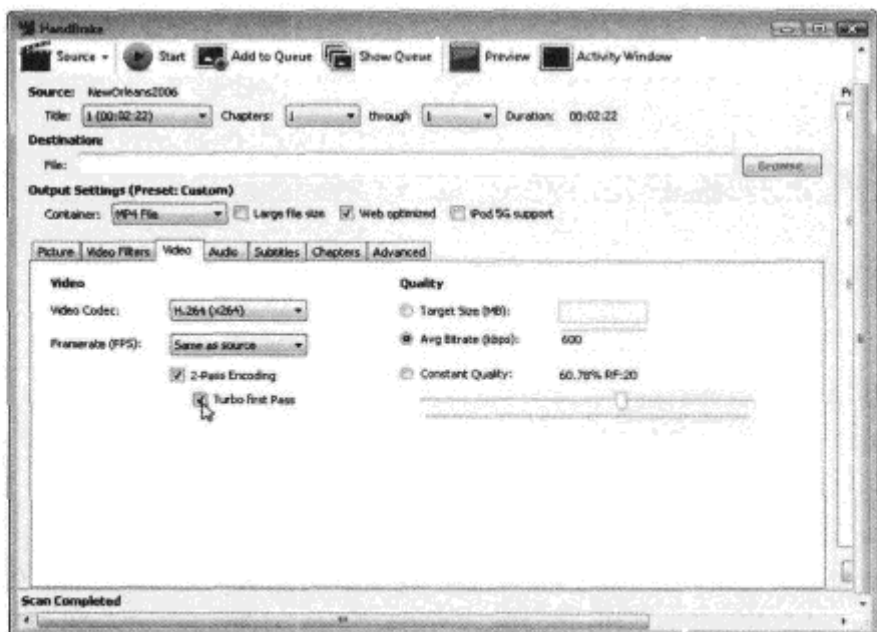 HandBrake
Source Start Add to Queue Show Queue Preview Activity Window
Source: NewOrleans2006
Title: 1 (00:02:22) Chapters: 1 through 1 Duration: 00:02:22
Destination:
File: Browse
Output Settings (Preset: Custom)
Container: MP4 File Large file size Web optimized iPod 5G support
Picture Video Filters Video Audio Subtitles Chapters Advanced
Video Quality
Video Codec: H.264 (x264) Target Size (MB):
Framerate (FPS): Same as source Avg Bitrate (kbps): 600
2-Pass Encoding Constant Quality: 60.78% RF:20
Turbo first Pass
Scan Completed